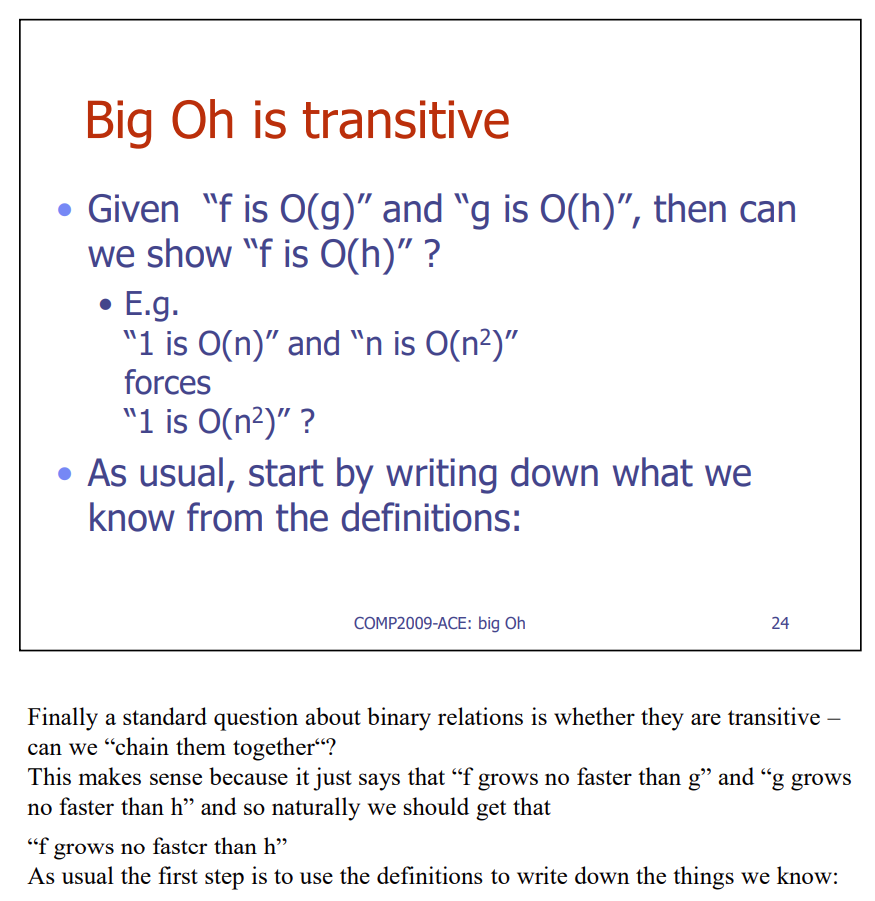 Big Oh is transitive
• Given “f is O(g)” and “g is O(h)”, then can
we show “f is O(h)” ?
• E.g.
“1 is O(n)” and “n is O(n²)”
forces
“1 is O(n²)” ?
• As usual, start by writing down what we
know from the definitions:
COMP2009-ACE: big Oh 24
Finally a standard question about binary relations is whether they are transitive –
can we “chain them together“?
This makes sense because it just says that “f grows no faster than g” and “g grows
no faster than h” and so naturally we should get that
“f grows no faster than h”
As usual the first step is to use the definitions to write down the things we know: